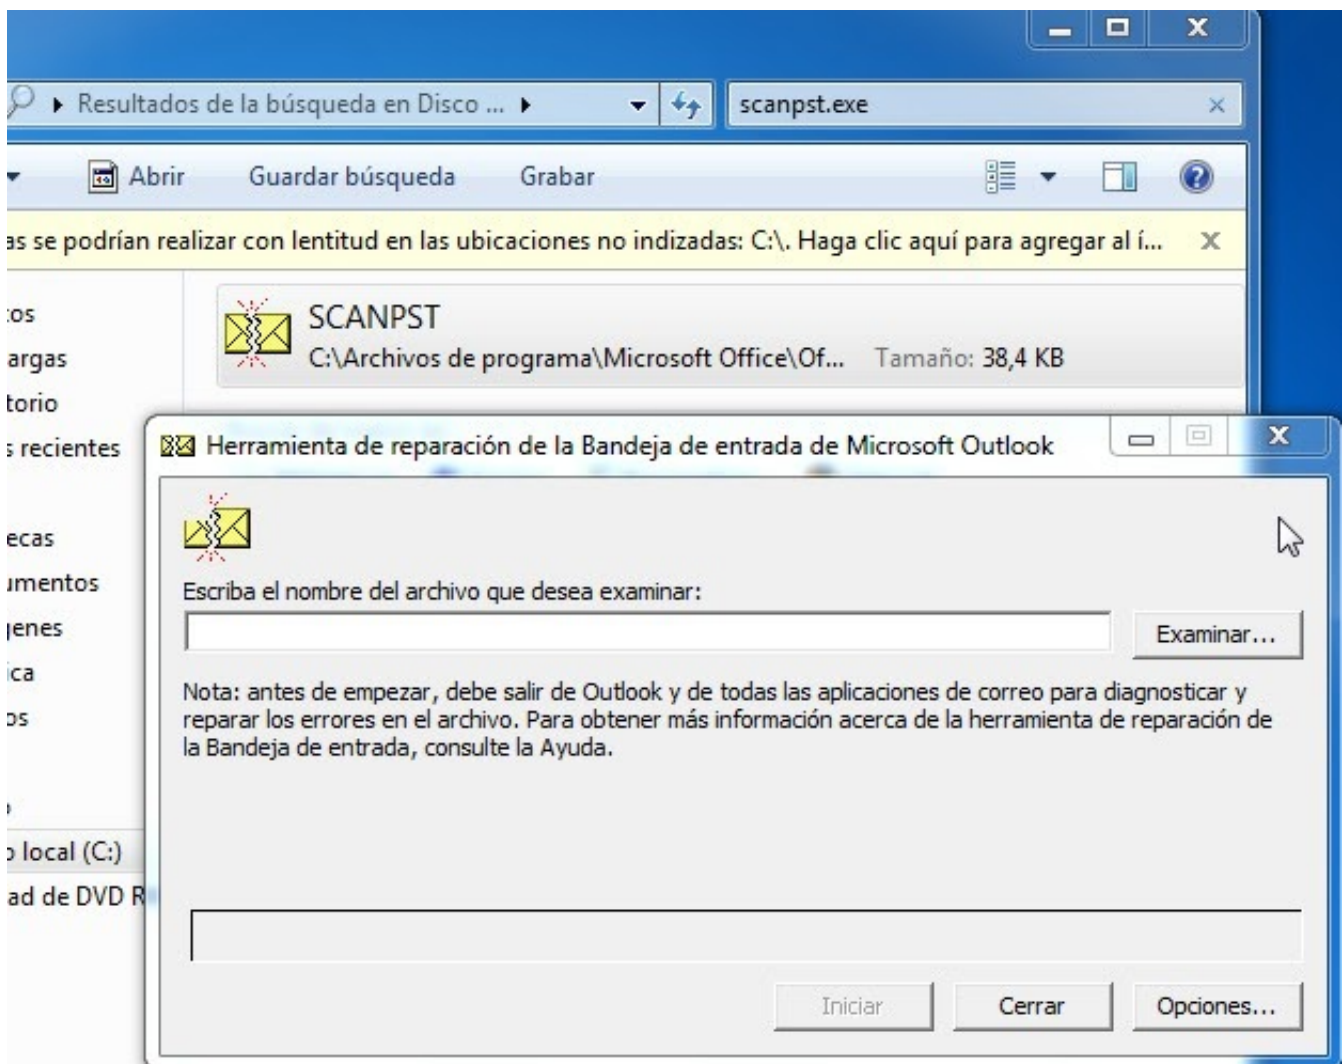 Resultados de la búsqueda en Disco ...
scanpst.exe
Abrir Guardar búsqueda Grabar
as se podrían realizar con lentitud en las ubicaciones no indizadas: C:\. Haga clic aquí para agregar al í...
SCANPST
C:\Archivos de programa\Microsoft Office\Of... Tamaño: 38,4 KB
tos
argas
torio
s recientes
ecas
umentos
genes
ica
os
o local (C:)
ad de DVD R
Herramienta de reparación de la Bandeja de entrada de Microsoft Outlook
Escriba el nombre del archivo que desea examinar:
Examinar...
Nota: antes de empezar, debe salir de Outlook y de todas las aplicaciones de correo para diagnosticar y
reparar los errores en el archivo. Para obtener más información acerca de la herramienta de reparación de
la Bandeja de entrada, consulte la Ayuda.
Iniciar Cerrar Opciones...